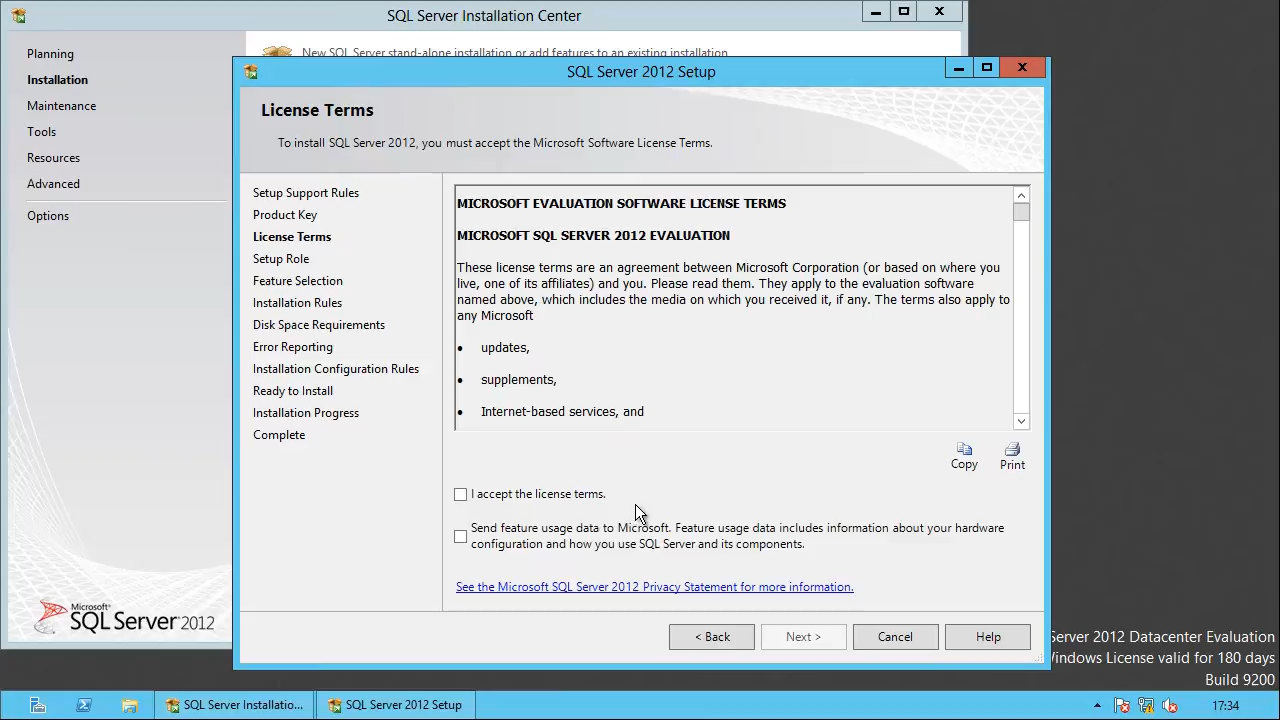 SQL Server Installation Center
Planning
Installation
Maintenance
Tools
Resources
Advanced
Options
New SQL Server stand-alone installation or add features to an existing installation
SQL Server 2012 Setup
License Terms
To install SQL Server 2012, you must accept the Microsoft Software License Terms.
Setup Support Rules
Product Key
License Terms
Setup Role
Feature Selection
Installation Rules
Disk Space Requirements
Error Reporting
Installation Configuration Rules
Ready to Install
Installation Progress
Complete
MICROSOFT EVALUATION SOFTWARE LICENSE TERMS
MICROSOFT SQL SERVER 2012 EVALUATION
These license terms are an agreement between Microsoft Corporation (or based on where you
live, one of its affiliates) and you. Please read them. They apply to the evaluation software
named above, which includes the media on which you received it, if any. The terms also apply to
any Microsoft
• updates,
• supplements,
• Internet-based services, and
Copy
Print
I accept the license terms.
Send feature usage data to Microsoft. Feature usage data includes information about your hardware
configuration and how you use SQL Server and its components.
See the Microsoft SQL Server 2012 Privacy Statement for more information.
< Back
Next >
Cancel
Help
Microsoft®
SQL Server® 2012
Server 2012 Datacenter Evaluation
Windows License valid for 180 days
Build 9200
SQL Server Installatio...
SQL Server 2012 Setup
17:34